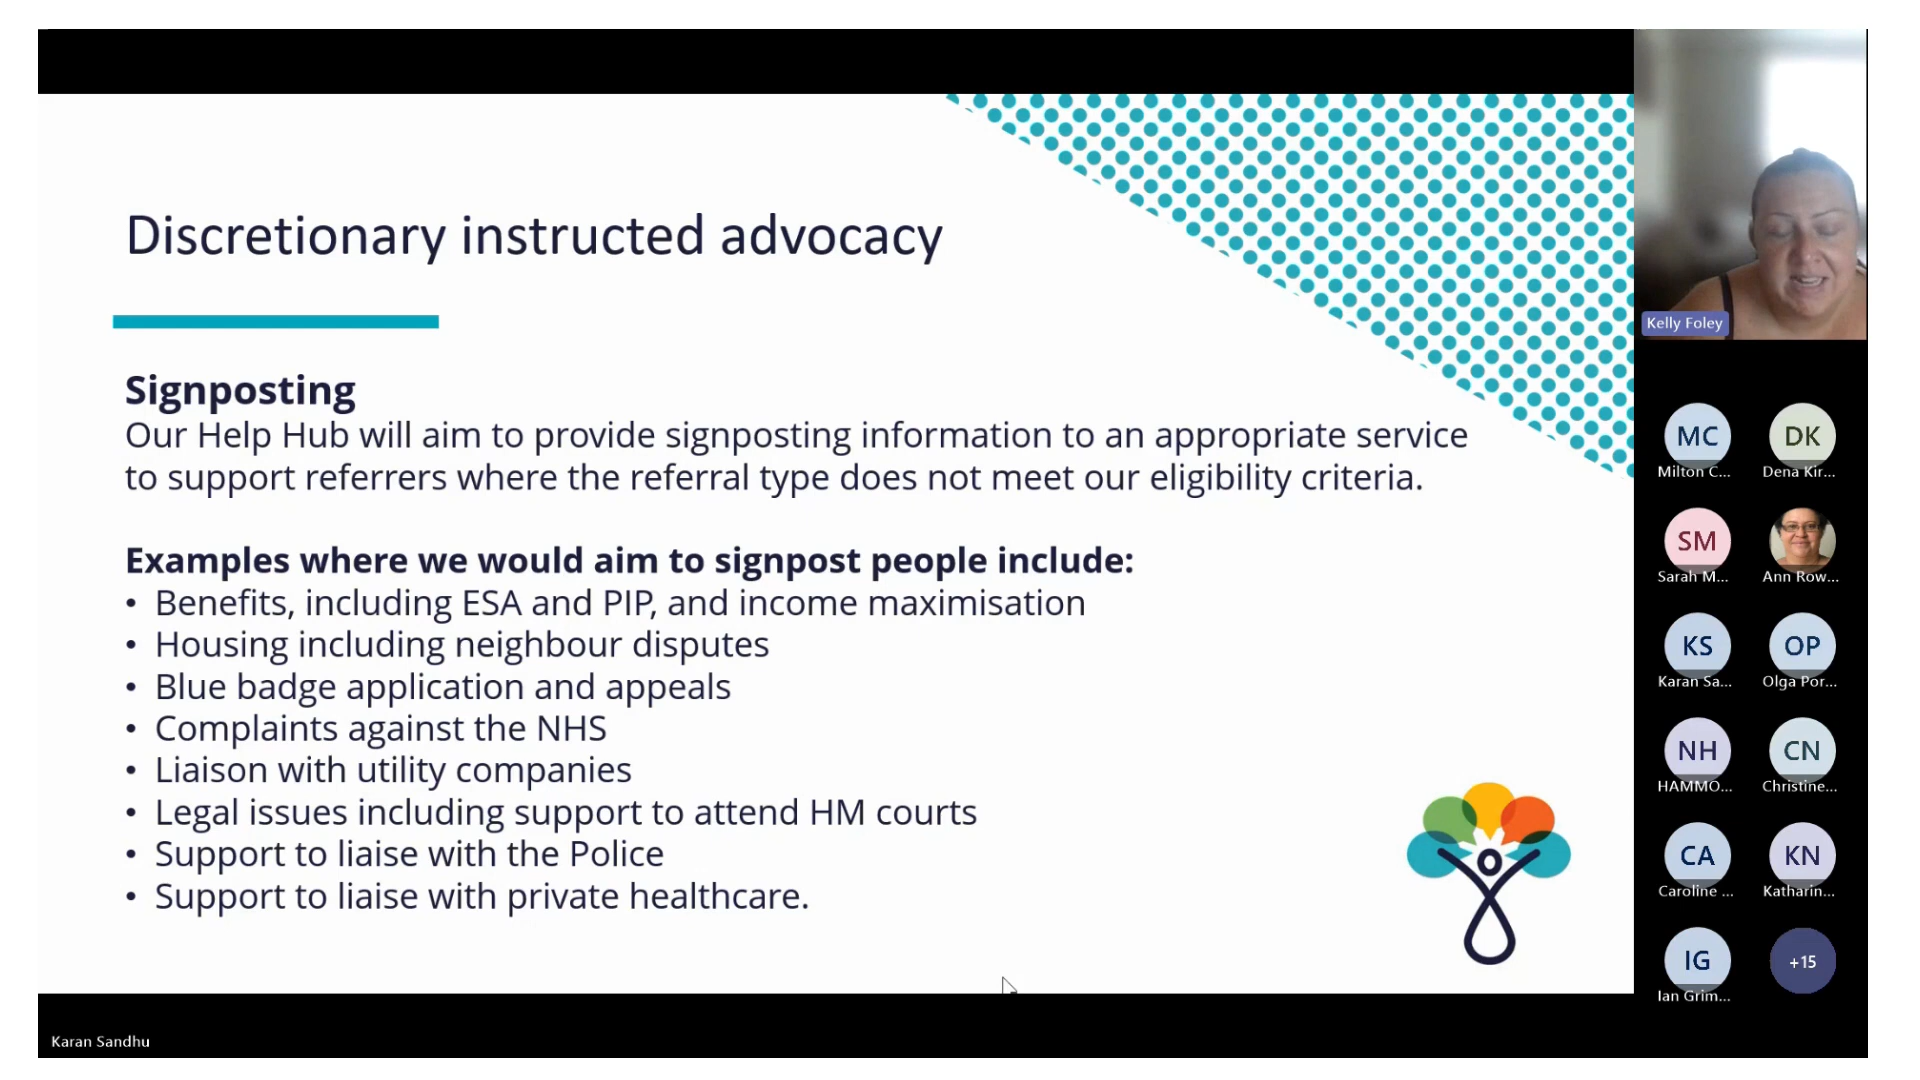 Discretionary instructed advocacy
Signposting
Our Help Hub will aim to provide signposting information to an appropriate service
to support referrers where the referral type does not meet our eligibility criteria.
Examples where we would aim to signpost people include:
• Benefits, including ESA and PIP, and income maximisation
• Housing including neighbour disputes
• Blue badge application and appeals
• Complaints against the NHS
• Liaison with utility companies
• Legal issues including support to attend HM courts
• Support to liaise with the Police
• Support to liaise with private healthcare.
Kelly Foley
MC
Milton C...
DK
Dena Kir...
SM
Sarah M...
Ann Row...
KS
Karan Sa...
OP
Olga Por...
NH
HAMMO...
CN
Christine...
CA
Caroline ...
KN
Katharin...
IG
Ian Grim...
+15
Karan Sandhu